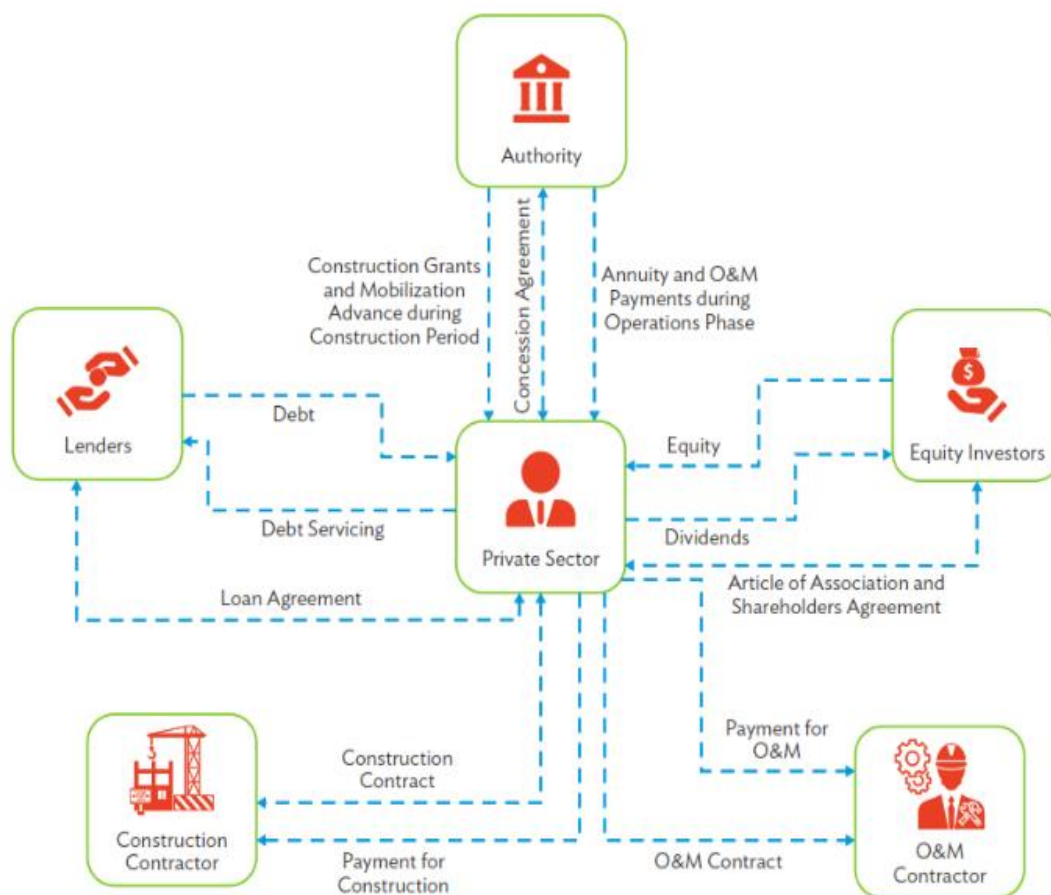 Authority
Construction Grants
and Mobilization
Advance during
Construction Period
Concession Agreement
Annuity and O&M
Payments during
Operations Phase
Lenders
Debt
Debt Servicing
Loan Agreement
Private Sector
Equity
Dividends
Equity Investors
Article of Association and
Shareholders Agreement
Construction
Contract
Construction
Contractor
Payment for
Construction
Payment for
O&M
O&M Contract
O&M
Contractor